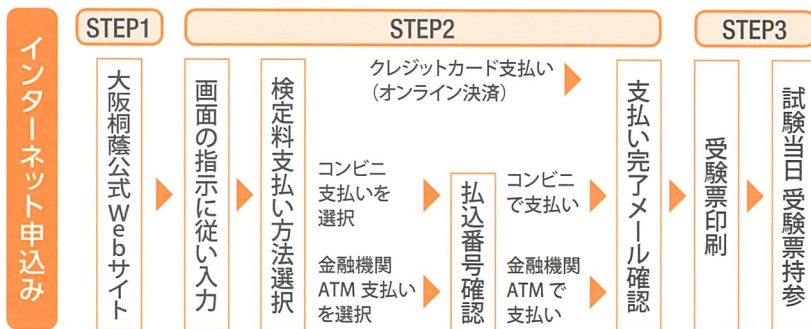 インターネット申込み
STEP1
STEP2
STEP3
大阪桐蔭公式Webサイト
画面の指示に従い入力
検定料支払い方法選択
クレジットカード支払い
(オンライン決済)
コンビニ
支払いを
選択
金融機関
ATM 支払い
を選択
払込番号確認
コンビニ
で支払い
金融機関
ATM で
支払い
支払い完了メール確認
受験票印刷
試験当日 受験票持参